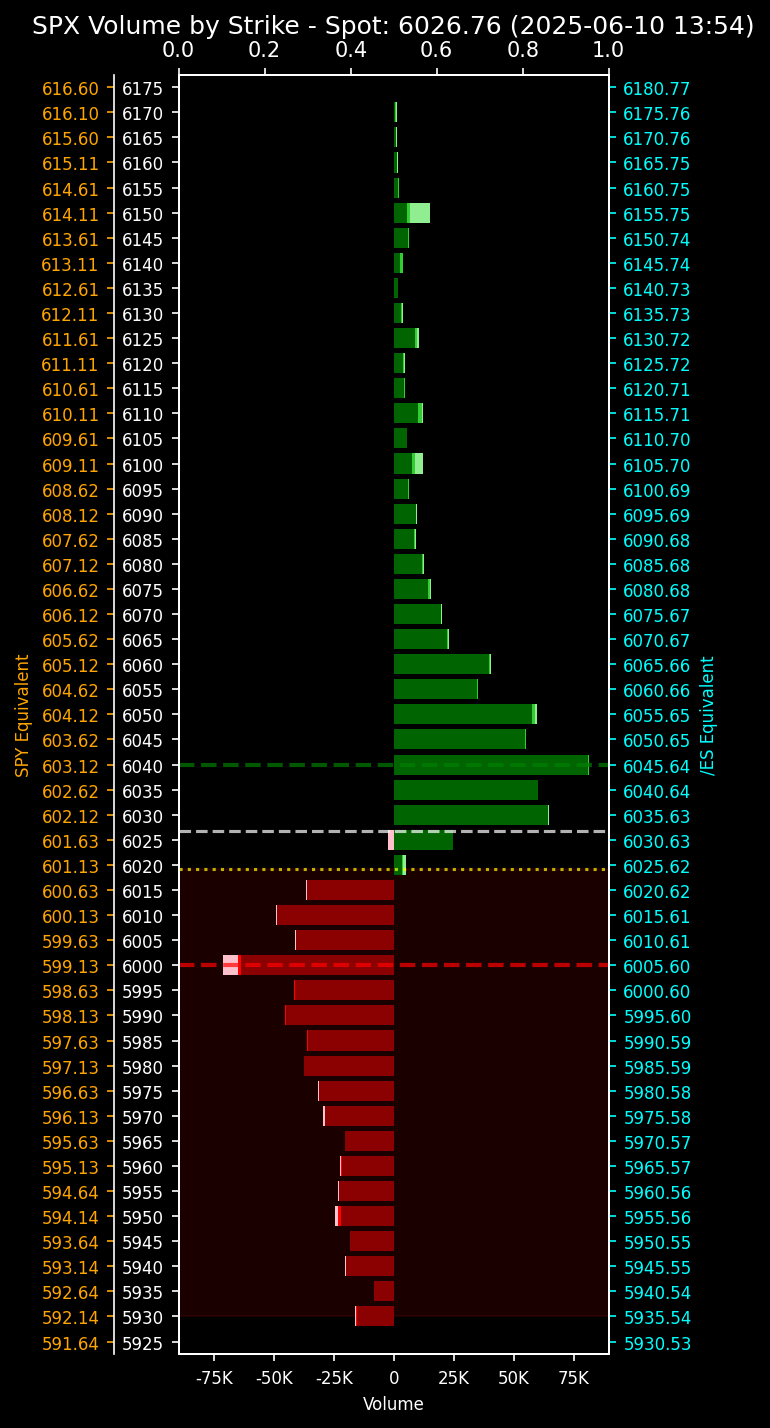 SPX Volume by Strike - Spot: 6026.76 (2025-06-10 13:54)
0.0 0.2 0.4 0.6 0.8 1.0
616.60 6175 6180.77
616.10 6170 6175.76
615.60 6165 6170.76
615.11 6160 6165.75
614.61 6155 6160.75
614.11 6150 6155.75
613.61 6145 6150.74
613.11 6140 6145.74
612.61 6135 6140.73
612.11 6130 6135.73
611.61 6125 6130.72
611.11 6120 6125.72
610.61 6115 6120.71
610.11 6110 6115.71
609.61 6105 6110.70
609.11 6100 6105.70
608.62 6095 6100.69
608.12 6090 6095.69
607.62 6085 6090.68
607.12 6080 6085.68
606.62 6075 6080.68
606.12 6070 6075.67
605.62 6065 6070.67
605.12 6060 6065.66
604.62 6055 6060.66
604.12 6050 6055.65
603.62 6045 6050.65
603.12 6040 6045.64
602.62 6035 6040.64
602.12 6030 6035.63
601.63 6025 6030.63
601.13 6020 6025.62
600.63 6015 6020.62
600.13 6010 6015.61
599.63 6005 6010.61
599.13 6000 6005.60
598.63 5995 6000.60
598.13 5990 5995.60
597.63 5985 5990.59
597.13 5980 5985.59
596.63 5975 5980.58
596.13 5970 5975.58
595.63 5965 5970.57
595.13 5960 5965.57
594.64 5955 5960.56
594.14 5950 5955.56
593.64 5945 5950.55
593.14 5940 5945.55
592.64 5935 5940.54
592.14 5930 5935.54
591.64 5925 5930.53
SPY Equivalent
/ES Equivalent
-75K -50K -25K 0 25K 50K 75K
Volume